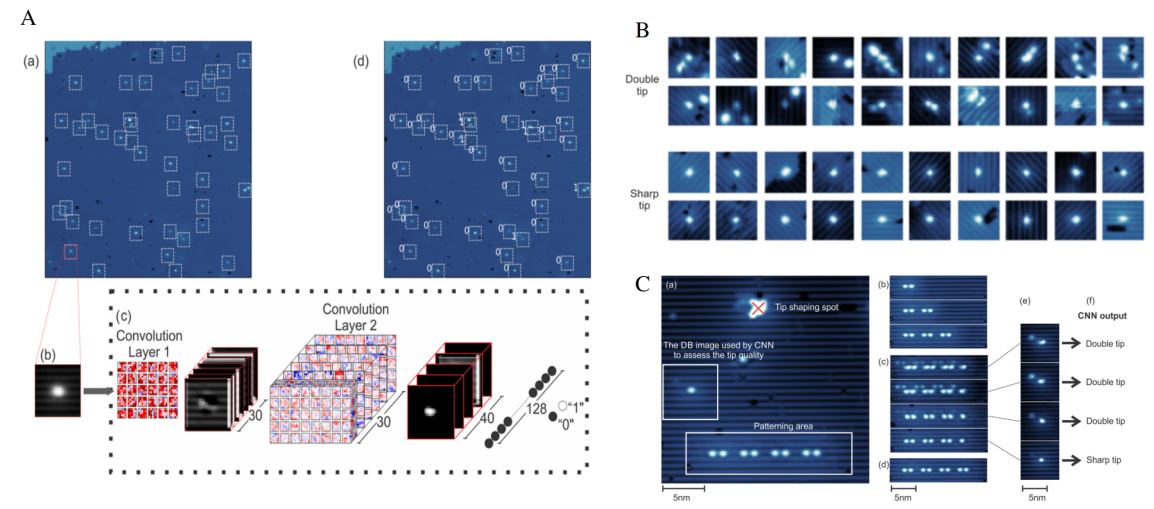 A
(a)
(d)
(b)
(c)
Convolution
Layer 1
Convolution
Layer 2
30
30
40
128
"1"
"0"
B
Double
tip
Sharp
tip
C
(a)
Tip shaping spot
The DB image used by CNN
to assess the tip quality
Patterning area
5nm
(b)
(c)
(d)
5nm
(e)
(f)
CNN output
Double tip
Double tip
Double tip
Sharp tip
5nm